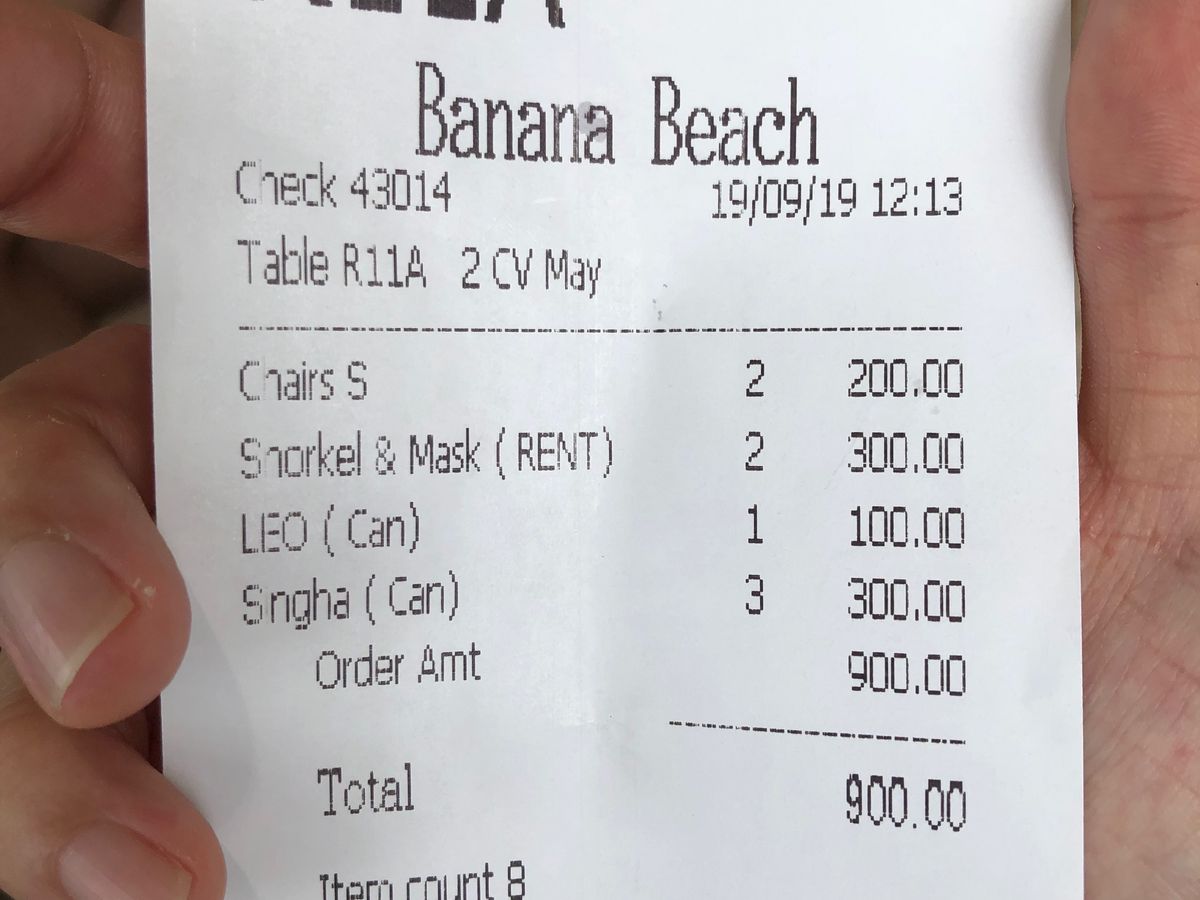 Banana Beach
Check 43014 19/09/19 12:13
Table R11A 2 CV May
Chairs S 2 200.00
Snorkel & Mask ( RENT) 2 300.00
LEO ( Can) 1 100.00
Singha ( Can) 3 300.00
Order Amt 900.00
Total 900.00
Item count 8